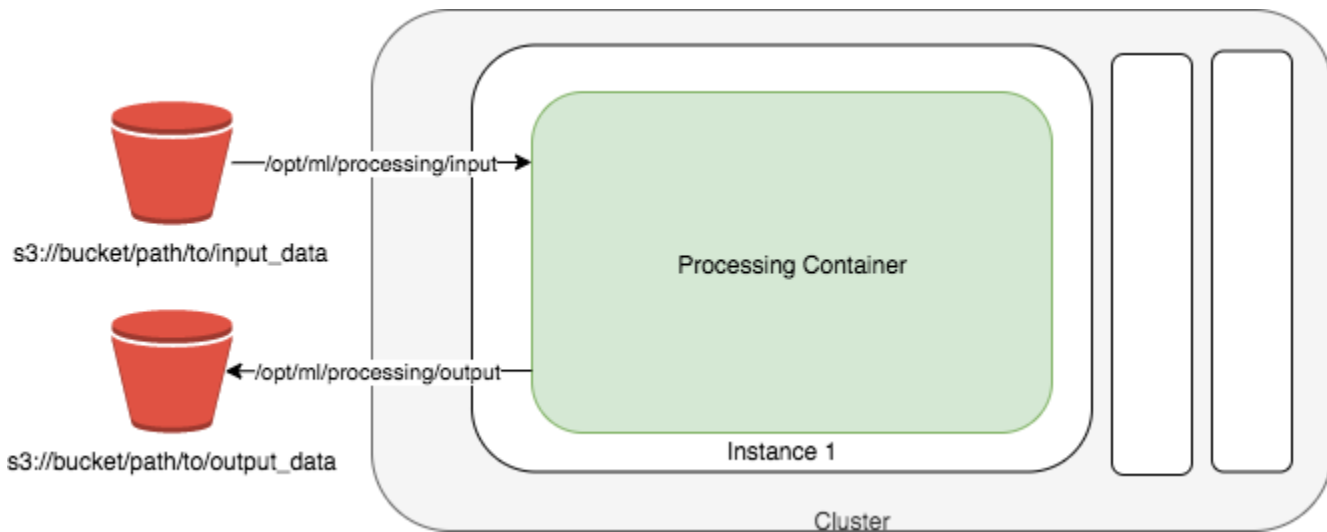 /opt/ml/processing/input
s3://bucket/path/to/input_data
Processing Container
/opt/ml/processing/output
Instance 1
s3://bucket/path/to/output_data
Cluster